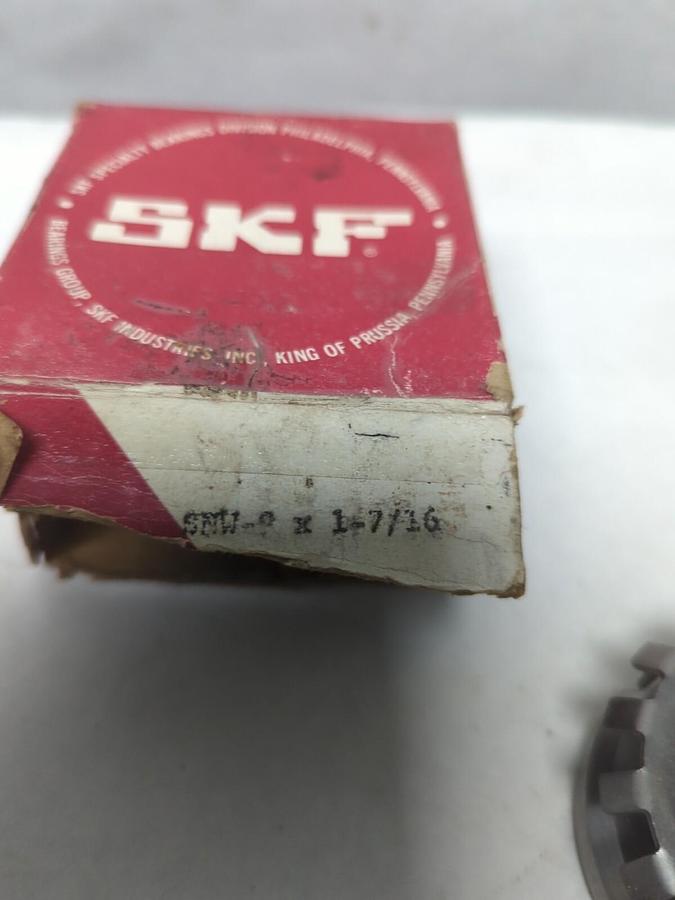 SKF SPECIALTY BEARINGS DIVISION PHILADELPHIA, PENNSYLVANIA
SKF
BEARINGS GROUP, SKF INDUSTRIES, INC., KING OF PRUSSIA, PENNSYLVANIA
SNW-9 x 1-7/16